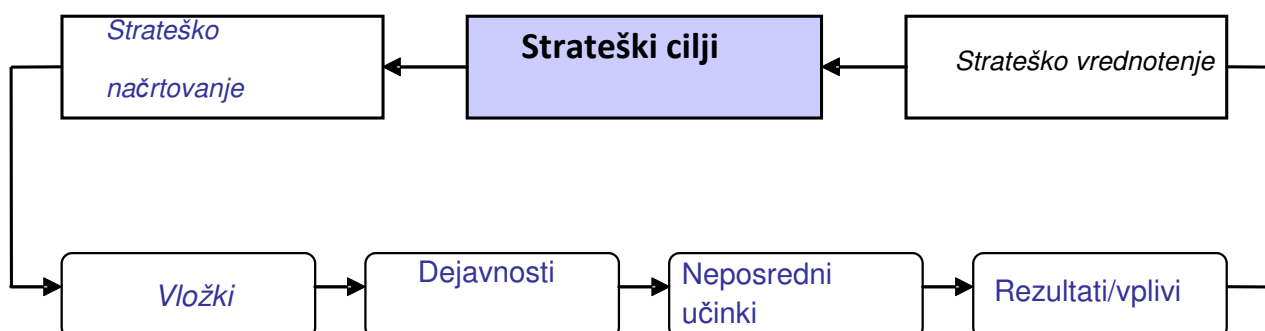 Strateško
načrtovanje
Strateški cilji
Strateško vrednotenje
Vložki
Dejavnosti
Neposredni
učinki
Rezultati/vplivi